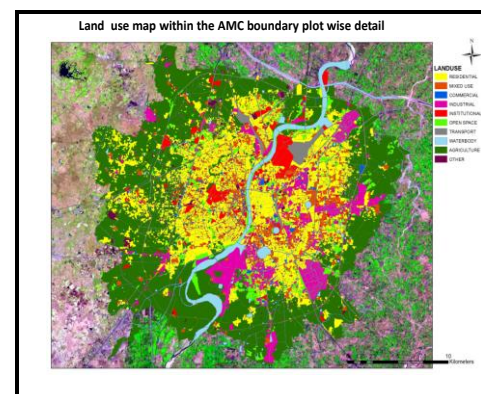 Land use map within the AMC boundary plot wise detail
N
LANDUSE
RESIDENTIAL
MIXED USE
COMMERCIAL
INDUSTRIAL
INSTITUTIONAL
OPEN SPACE
TRANSPORT
WATERBODY
AGRICULTURE
OTHER
10
Kilometers